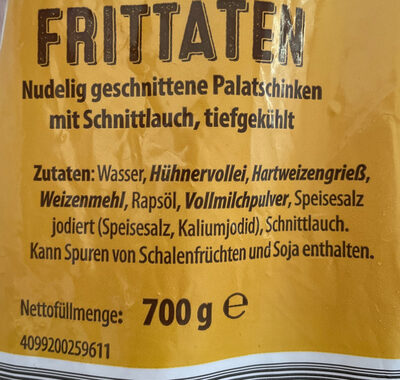 FRITTATEN
Nudelig geschnittene Palatschinken
mit Schnittlauch, tiefgekühlt
Zutaten: Wasser, Hühnervollei, Hartweizengrieß,
Weizenmehl, Rapsöl, Vollmilchpulver, Speisesalz
jodiert (Speisesalz, Kaliumjodid), Schnittlauch.
Kann Spuren von Schalenfrüchten und Soja enthalten.
Nettofüllmenge: 700 g ℮
4099200259611